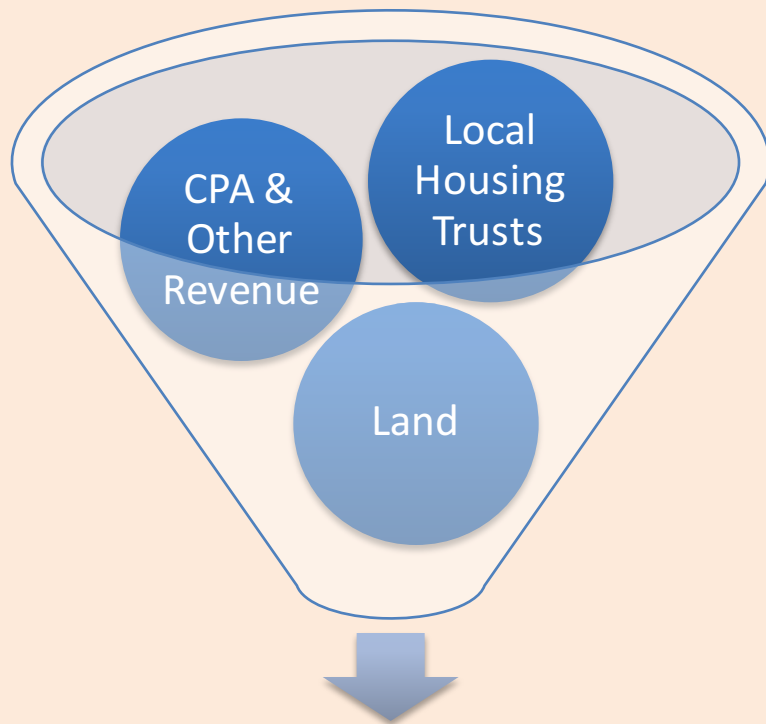 CPA &
Other
Revenue
Local
Housing
Trusts
Land